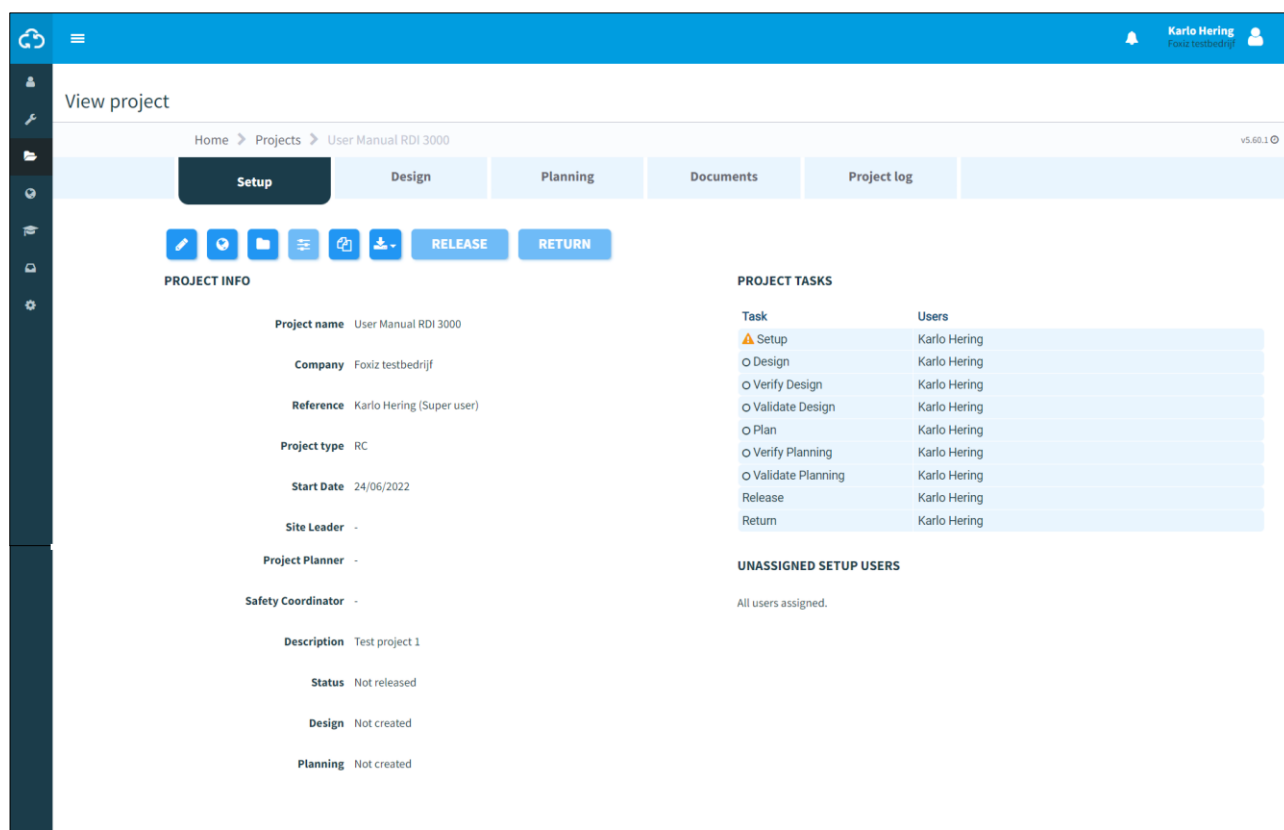 Karlo Hering
Foxiz testbedrijf
View project
Home > Projects > User Manual RDI 3000
v5.60.1
Setup Design Planning Documents Project log
RELEASE RETURN
PROJECT INFO
Project name User Manual RDI 3000
Company Foxiz testbedrijf
Reference Karlo Hering (Super user)
Project type RC
Start Date 24/06/2022
Site Leader -
Project Planner -
Safety Coordinator -
Description Test project 1
Status Not released
Design Not created
Planning Not created
PROJECT TASKS
Task Users
Setup Karlo Hering
Design Karlo Hering
Verify Design Karlo Hering
Validate Design Karlo Hering
Plan Karlo Hering
Verify Planning Karlo Hering
Validate Planning Karlo Hering
Release Karlo Hering
Return Karlo Hering
UNASSIGNED SETUP USERS
All users assigned.